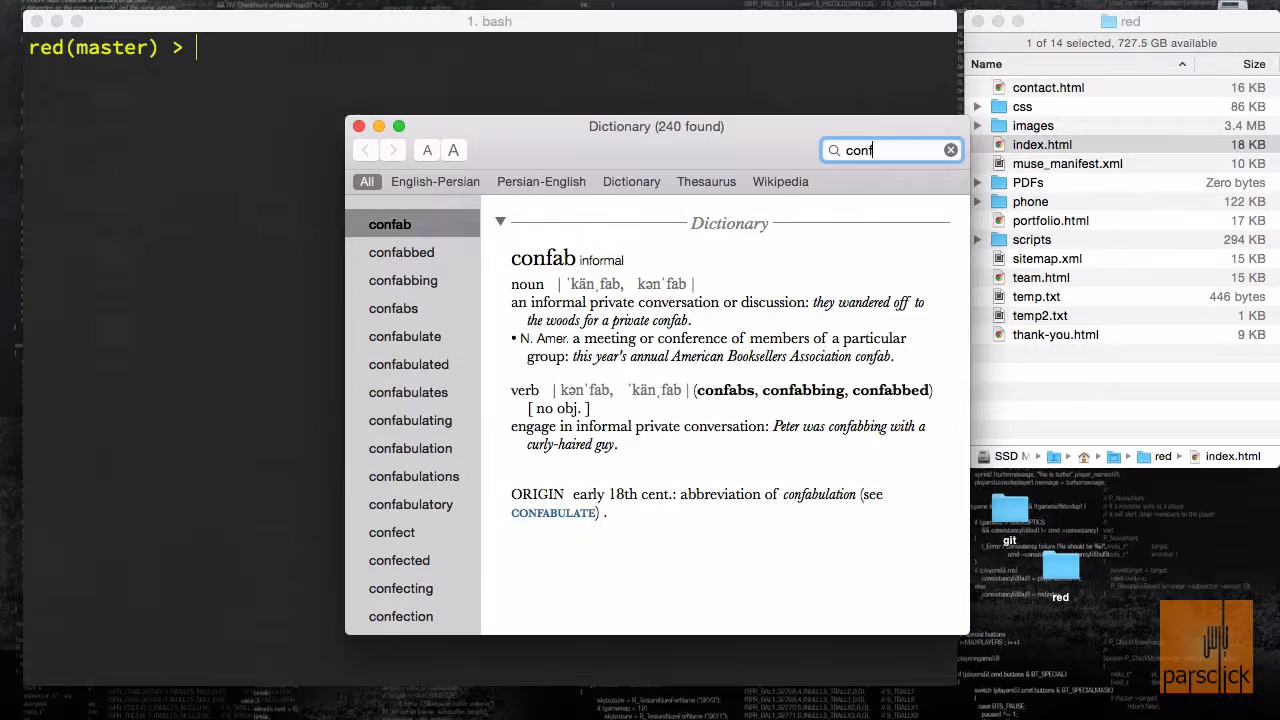 1. bash
red(master) >
red
1 of 14 selected, 727.5 GB available
Name Size
contact.html 16 KB
css 86 KB
images 3.4 MB
index.html 18 KB
muse_manifest.xml 10 KB
PDFs Zero bytes
phone 122 KB
portfolio.html 17 KB
scripts 294 KB
sitemap.xml
team.html 15 KB
temp.txt 446 bytes
temp2.txt 1 KB
thank-you.html 9 KB
SSD M red index.html
Dictionary (240 found)
A A
conf
All English-Persian Persian-English Dictionary Thesaurus Wikipedia
confab
confabbed
confabbing
confabs
confabulate
confabulated
confabulates
confabulating
confabulation
confabulations
confabulatory
confect
confected
confecting
confection
Dictionary
confab informal
noun | ˈkänˌfab, kənˈfab |
an informal private conversation or discussion: they wandered off to
the woods for a private confab.
• N. Amer. a meeting or conference of members of a particular
group: this year's annual American Booksellers Association confab.
verb | kənˈfab, ˈkänˌfab | (confabs, confabbing, confabbed)
[ no obj. ]
engage in informal private conversation: Peter was confabbing with a
curly-haired guy.
ORIGIN early 18th cent.: abbreviation of confabulation (see
CONFABULATE) .
git
red
parsclick